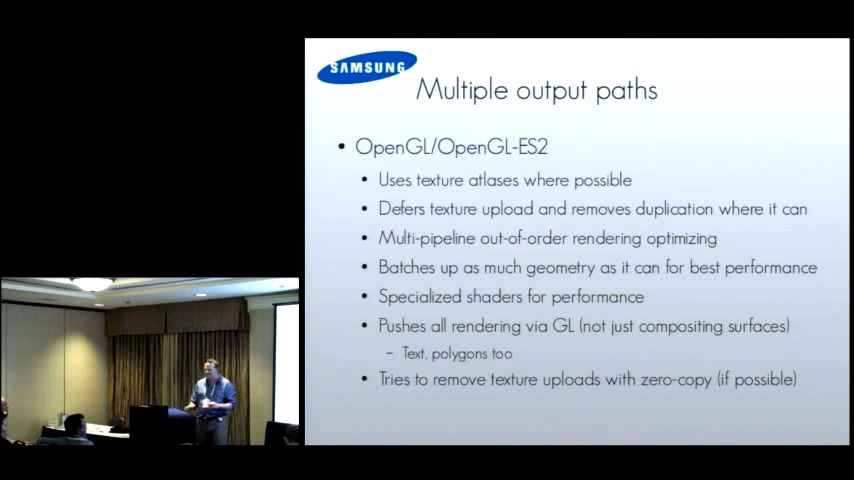 SAMSUNG
Multiple output paths
• OpenGL/OpenGL-ES2
• Uses texture atlases where possible
• Defers texture upload and removes duplication where it can
• Multi-pipeline out-of-order rendering optimizing
• Batches up as much geometry as it can for best performance
• Specialized shaders for performance
• Pushes all rendering via GL (not just compositing surfaces)
– Text, polygons too
• Tries to remove texture uploads with zero-copy (if possible)